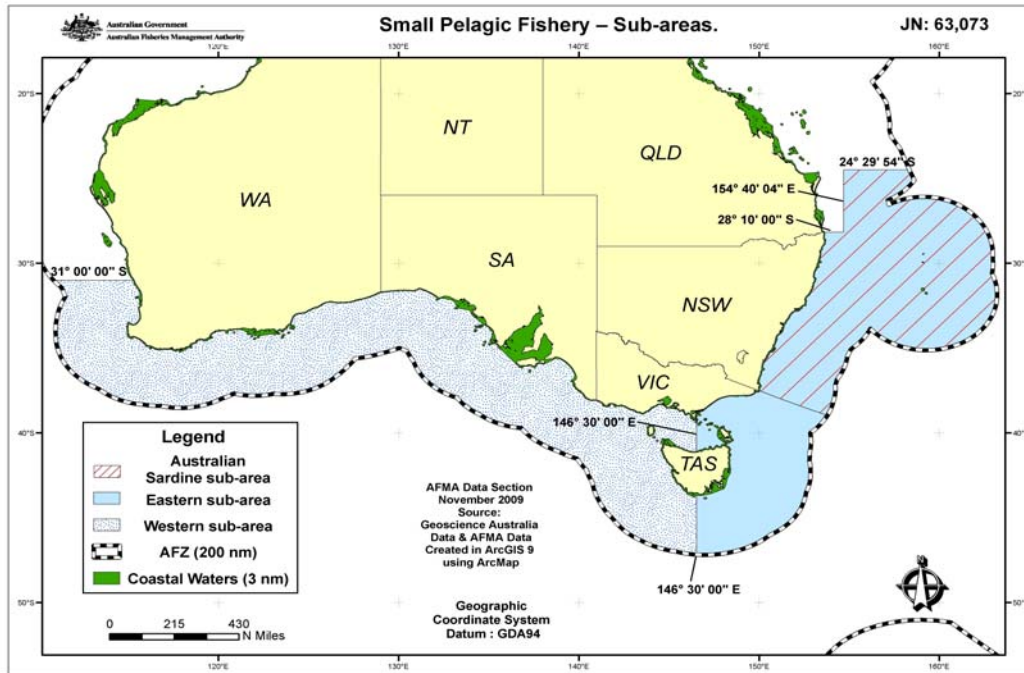 Australian Government
Australian Fisheries Management Authority
Small Pelagic Fishery – Sub-areas.
JN: 63,073
120°E
130°E
140°E
150°E
160°E
20°S
20°S
NT
QLD
24° 29' 54'' S
154° 40' 04'' E
WA
28° 10' 00'' S
SA
30°S
30°S
31° 00' 00'' S
NSW
VIC
146° 30' 00'' E
40°S
40°S
TAS
Legend
Australian
Sardine sub-area
Eastern sub-area
Western sub-area
AFZ (200 nm)
Coastal Waters (3 nm)
AFMA Data Section
November 2009
Source:
Geoscience Australia
Data & AFMA Data
Created in ArcGIS 9
using ArcMap
146° 30' 00'' E
50°S
50°S
Geographic
Coordinate System
Datum : GDA94
0 215 430
N Miles
120°E
130°E
140°E
150°E
160°E